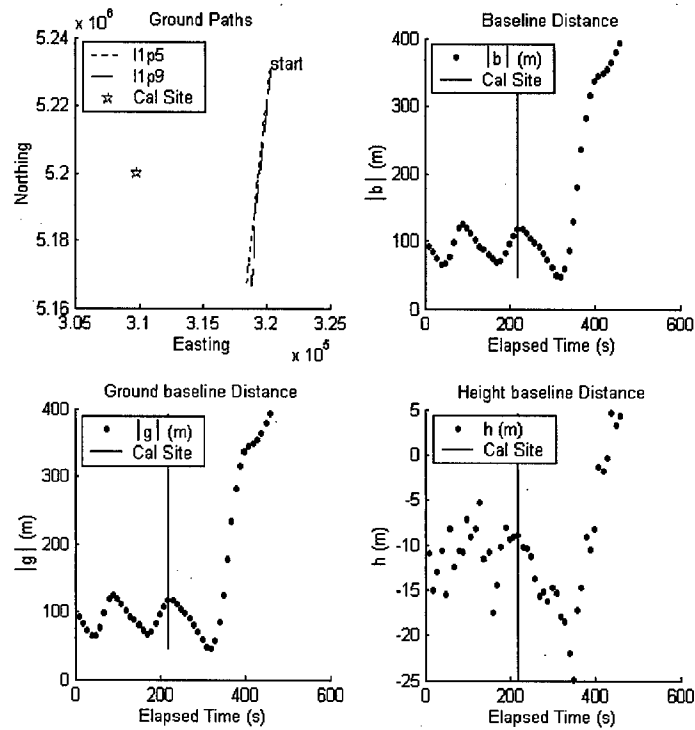 Ground Paths
x 10^6
5.24
5.22
5.2
5.18
5.16
Northing
l1p5
l1p9
Cal Site
start
3.05 3.1 3.15 3.2 3.25
Easting
x 10^5
Baseline Distance
400
300
200
100
0
|b| (m)
|b| (m)
Cal Site
0 200 400 600
Elapsed Time (s)
Ground baseline Distance
400
300
200
100
0
|g| (m)
|g| (m)
Cal Site
0 200 400 600
Elapsed Time (s)
Height baseline Distance
5
0
-5
-10
-15
-20
-25
h (m)
h (m)
Cal Site
0 200 400 600
Elapsed Time (s)